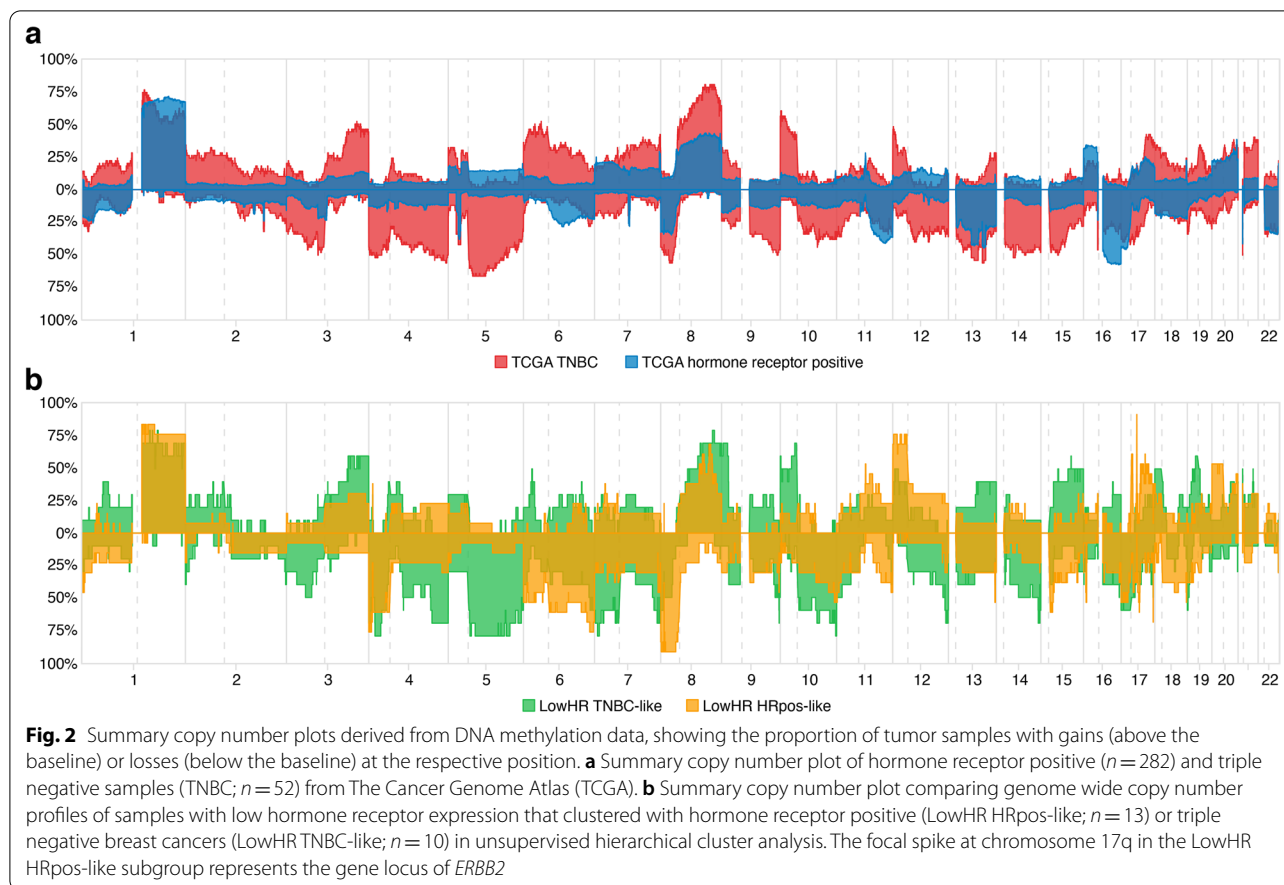 a
100%
75%
50%
25%
0%
25%
50%
75%
100%
1 2 3 4 5 6 7 8 9 10 11 12 13 14 15 16 17 18 19 20 22
TCGA TNBC TCGA hormone receptor positive
b
100%
75%
50%
25%
0%
25%
50%
75%
100%
1 2 3 4 5 6 7 8 9 10 11 12 13 14 15 16 17 18 19 20 22
LowHR TNBC-like LowHR HRpos-like
Fig. 2 Summary copy number plots derived from DNA methylation data, showing the proportion of tumor samples with gains (above the
baseline) or losses (below the baseline) at the respective position. a Summary copy number plot of hormone receptor positive (n = 282) and triple
negative samples (TNBC; n = 52) from The Cancer Genome Atlas (TCGA). b Summary copy number plot comparing genome wide copy number
profiles of samples with low hormone receptor expression that clustered with hormone receptor positive (LowHR HRpos-like; n = 13) or triple
negative breast cancers (LowHR TNBC-like; n = 10) in unsupervised hierarchical cluster analysis. The focal spike at chromosome 17q in the LowHR
HRpos-like subgroup represents the gene locus of ERBB2